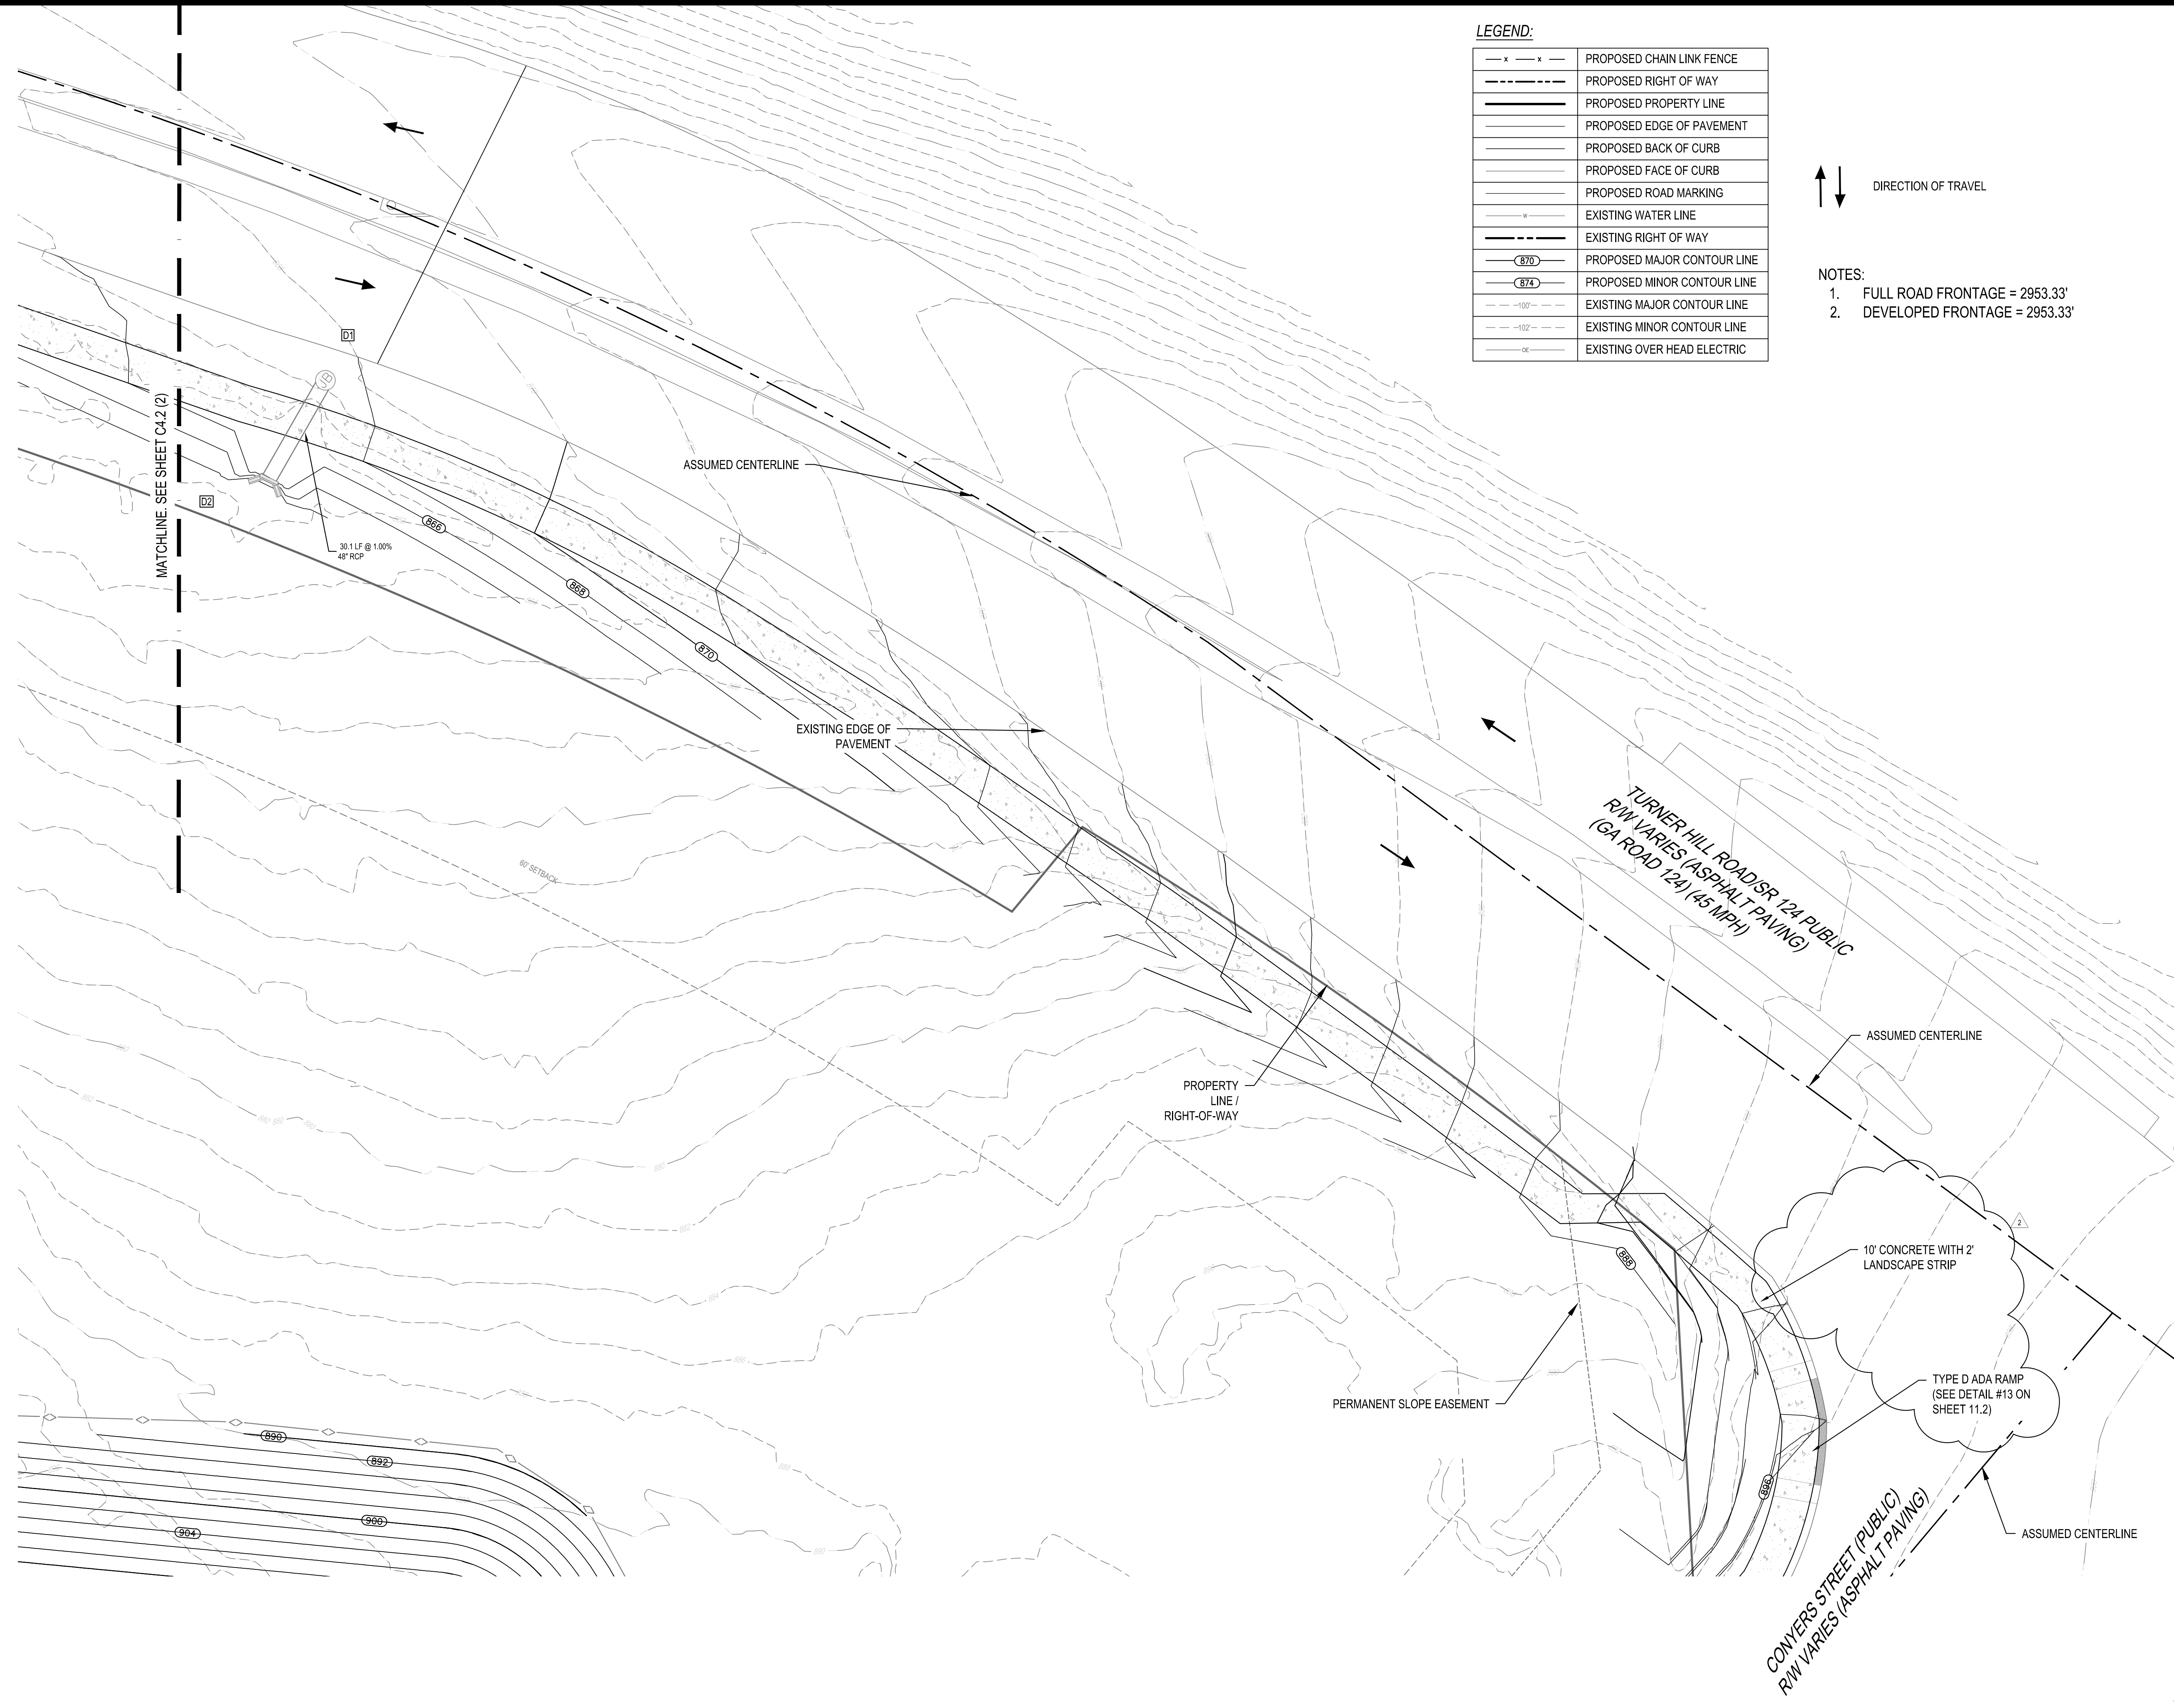 LEGEND:
x x PROPOSED CHAIN LINK FENCE
PROPOSED RIGHT OF WAY
PROPOSED PROPERTY LINE
PROPOSED EDGE OF PAVEMENT
PROPOSED BACK OF CURB
PROPOSED FACE OF CURB
PROPOSED ROAD MARKING
W EXISTING WATER LINE
EXISTING RIGHT OF WAY
870 PROPOSED MAJOR CONTOUR LINE
874 PROPOSED MINOR CONTOUR LINE
100' EXISTING MAJOR CONTOUR LINE
102' EXISTING MINOR CONTOUR LINE
OE EXISTING OVER HEAD ELECTRIC
DIRECTION OF TRAVEL
NOTES:
1. FULL ROAD FRONTAGE = 2953.33'
2. DEVELOPED FRONTAGE = 2953.33'
MATCHLINE. SEE SHEET C4.2 (2)
D1
JB
D2
30.1 LF @ 1.00%
48" RCP
866
868
870
ASSUMED CENTERLINE
EXISTING EDGE OF
PAVEMENT
60' SETBACK
TURNER HILL ROAD/SR 124 PUBLIC
R/W VARIES (ASPHALT PAVING)
(GA ROAD 124) (45 MPH)
ASSUMED CENTERLINE
PROPERTY
LINE /
RIGHT-OF-WAY
2
10' CONCRETE WITH 2'
LANDSCAPE STRIP
888
PERMANENT SLOPE EASEMENT
TYPE D ADA RAMP
(SEE DETAIL #13 ON
SHEET 11.2)
896
890
892
900
904
ASSUMED CENTERLINE
CONYERS STREET (PUBLIC)
R/W VARIES (ASPHALT PAVING)